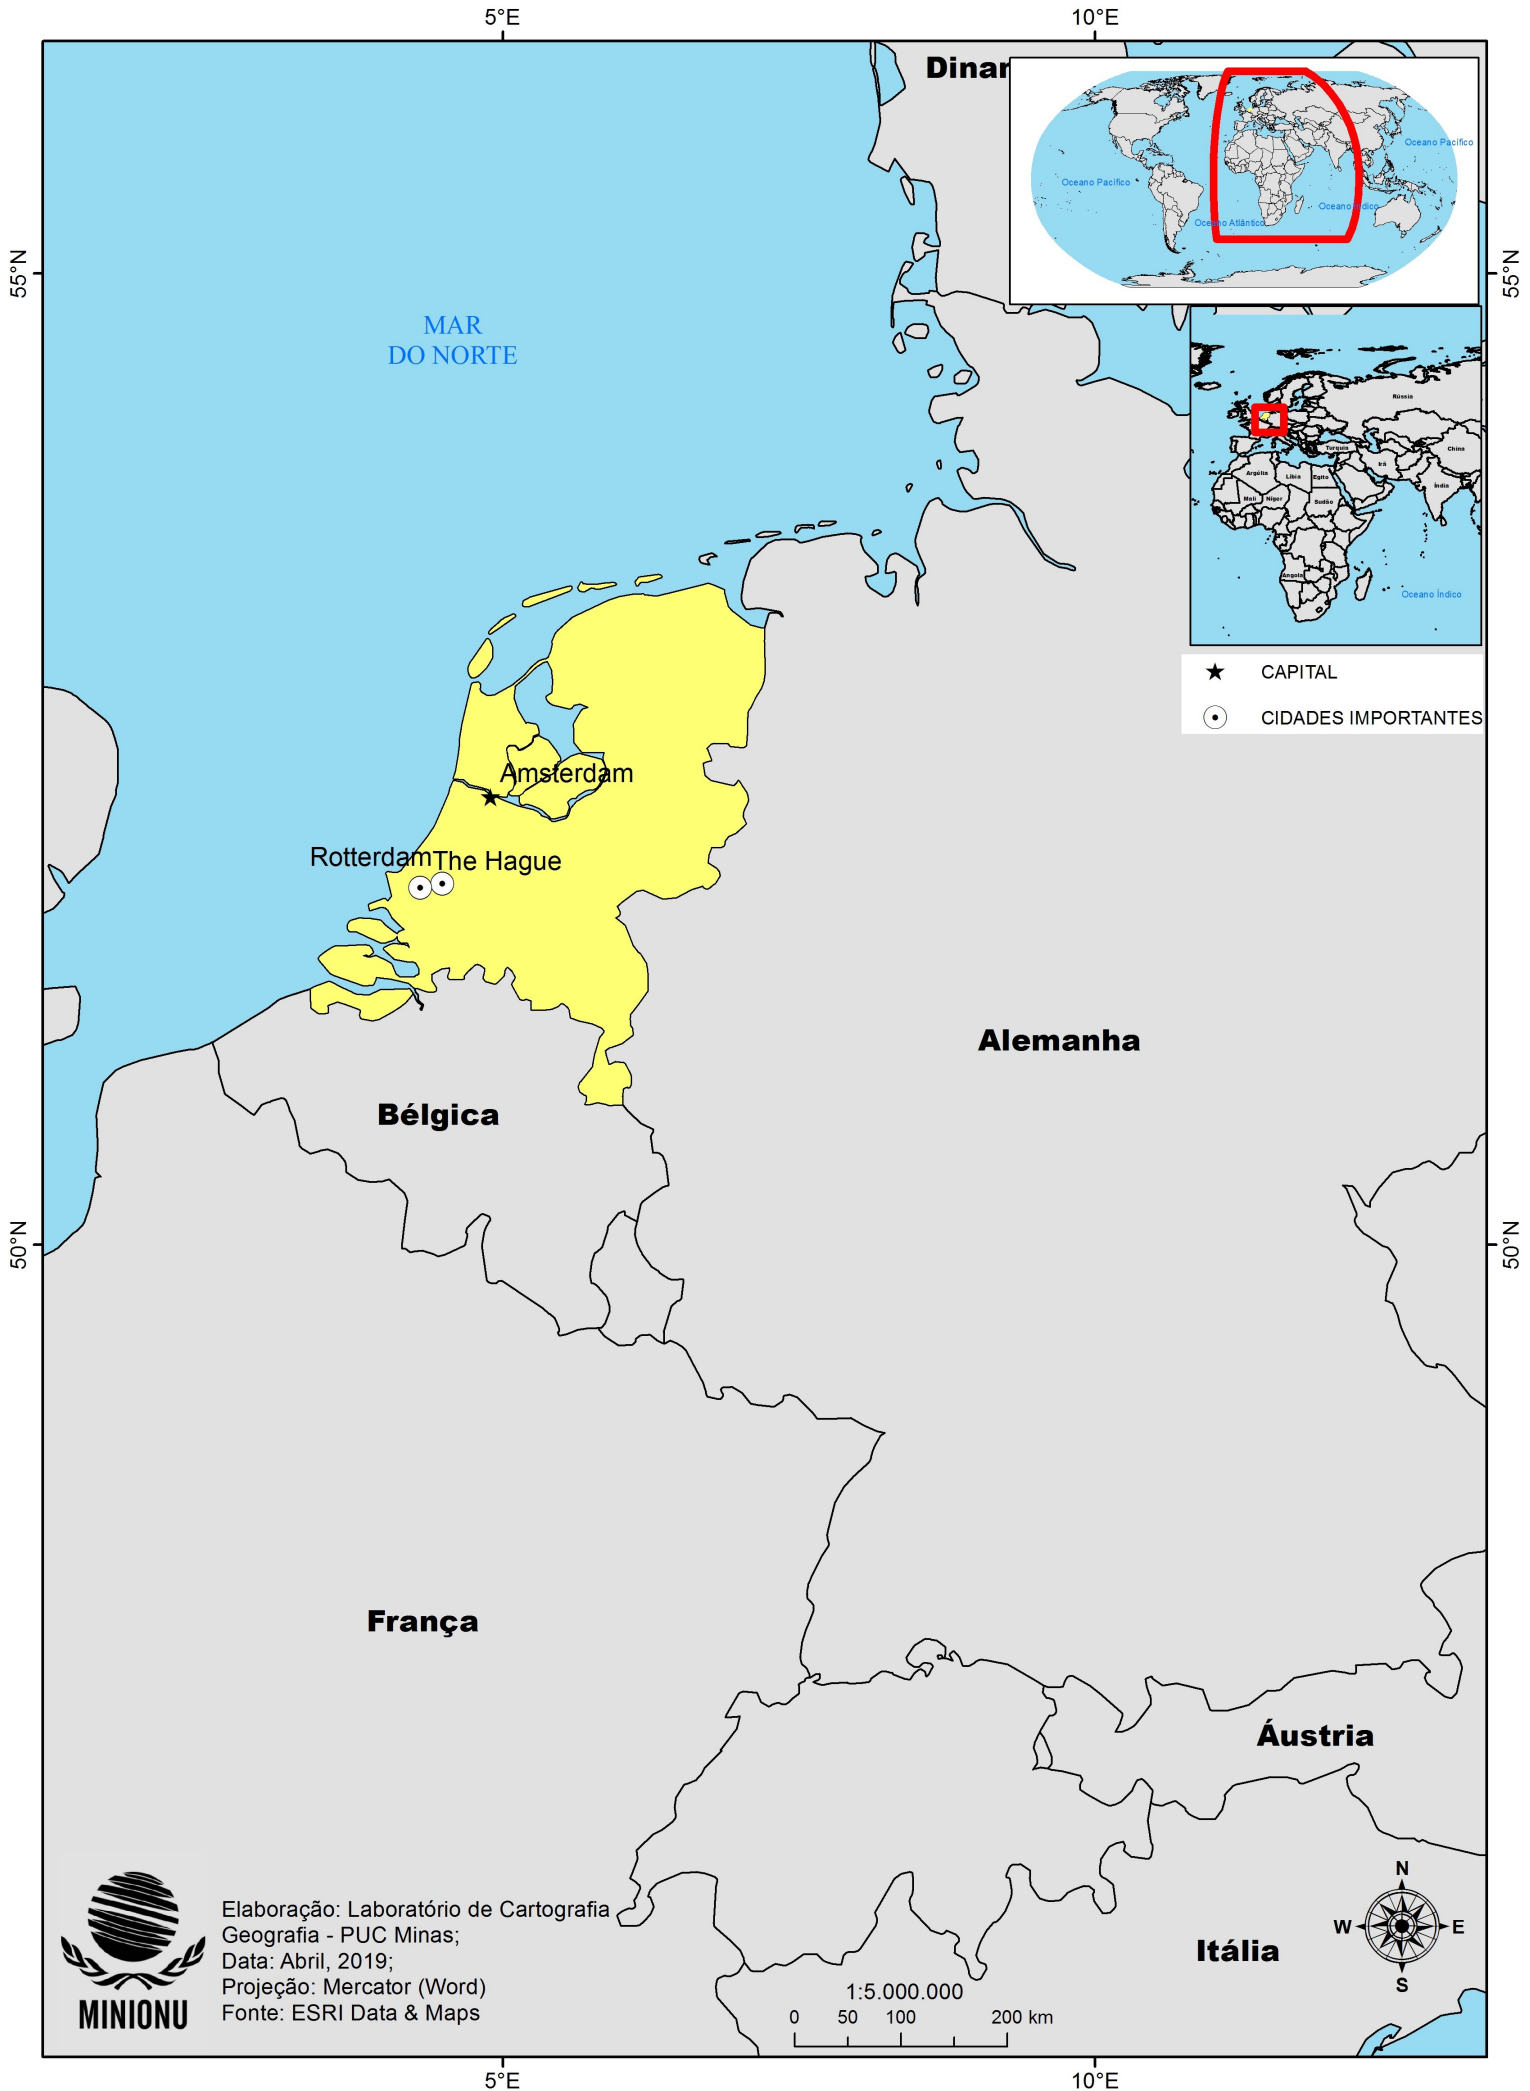 5°E
10°E
Dinar
Oceano Pacífico
Oceano Pacífico
Oceano Atlântico
55°N
55°N
MAR
DO NORTE
Rússia
Turquia
China
Irã
Argélia
Líbia
Egito
Índia
Mali
Níger
Sudão
Angola
Oceano Índico
CAPITAL
CIDADES IMPORTANTES
Amsterdam
Rotterdam
The Hague
Alemanha
Bélgica
50°N
50°N
França
Áustria
Itália
N
W
E
S
MINIONU
Elaboração: Laboratório de Cartografia
Geografia - PUC Minas;
Data: Abril, 2019;
Projeção: Mercator (Word)
Fonte: ESRI Data & Maps
1:5.000.000
0 50 100 200 km
5°E
10°E